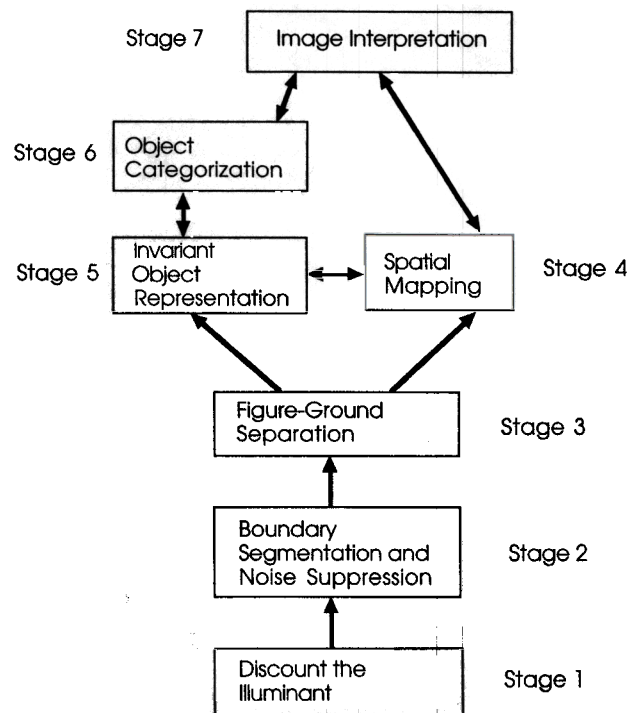 Stage 7
Image Interpretation
Stage 6
Object
Categorization
Stage 5
Invariant
Object
Representation
Spatial
Mapping
Stage 4
Figure-Ground
Separation
Stage 3
Boundary
Segmentation and
Noise Suppression
Stage 2
Discount the
Illuminant
Stage 1